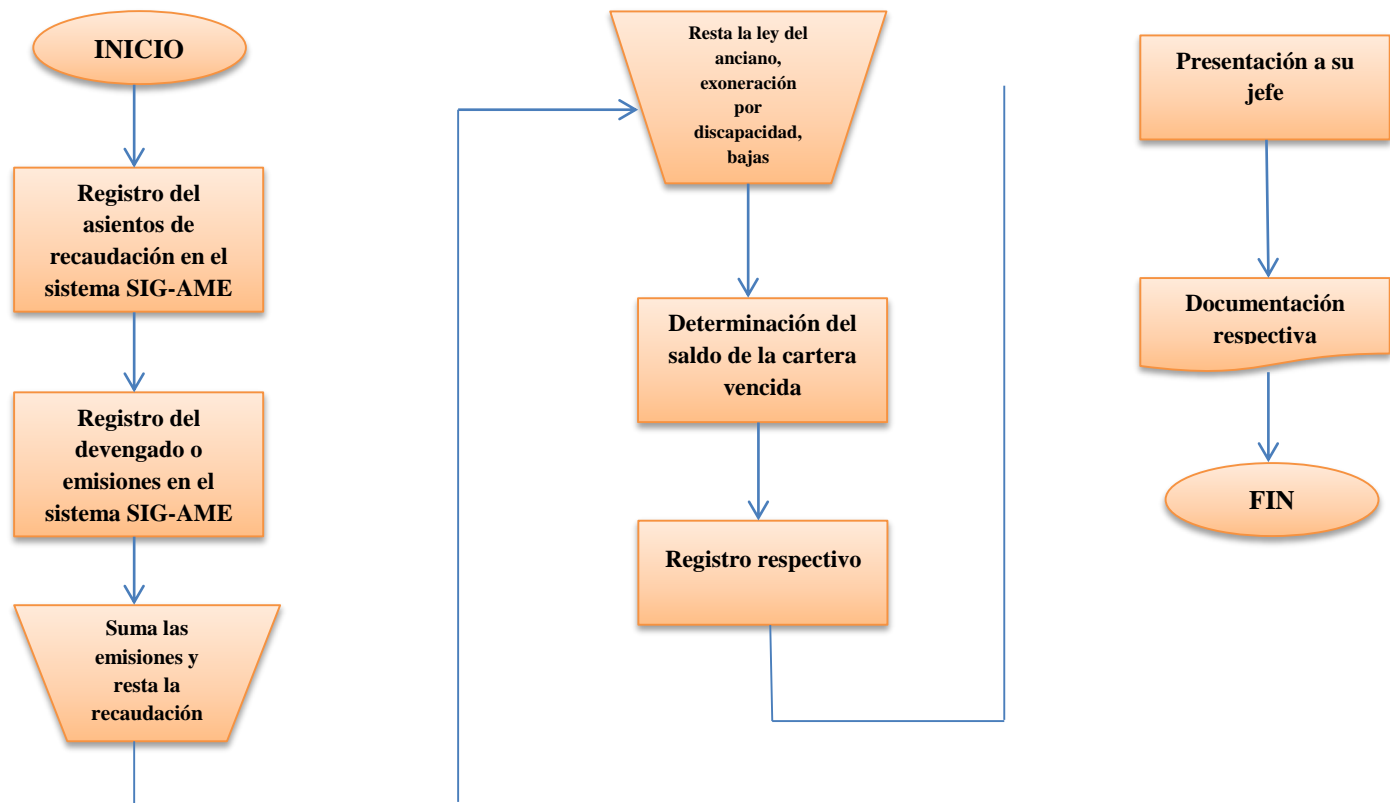 INICIO
Registro del
asientos de
recaudación en el
sistema SIG-AME
Registro del
devengado o
emisiones en el
sistema SIG-AME
Suma las
emisiones y
resta la
recaudación
Resta la ley del
anciano,
exoneración
por
discapacidad,
bajas
Determinación del
saldo de la cartera
vencida
Registro respectivo
Presentación a su
jefe
Documentación
respectiva
FIN